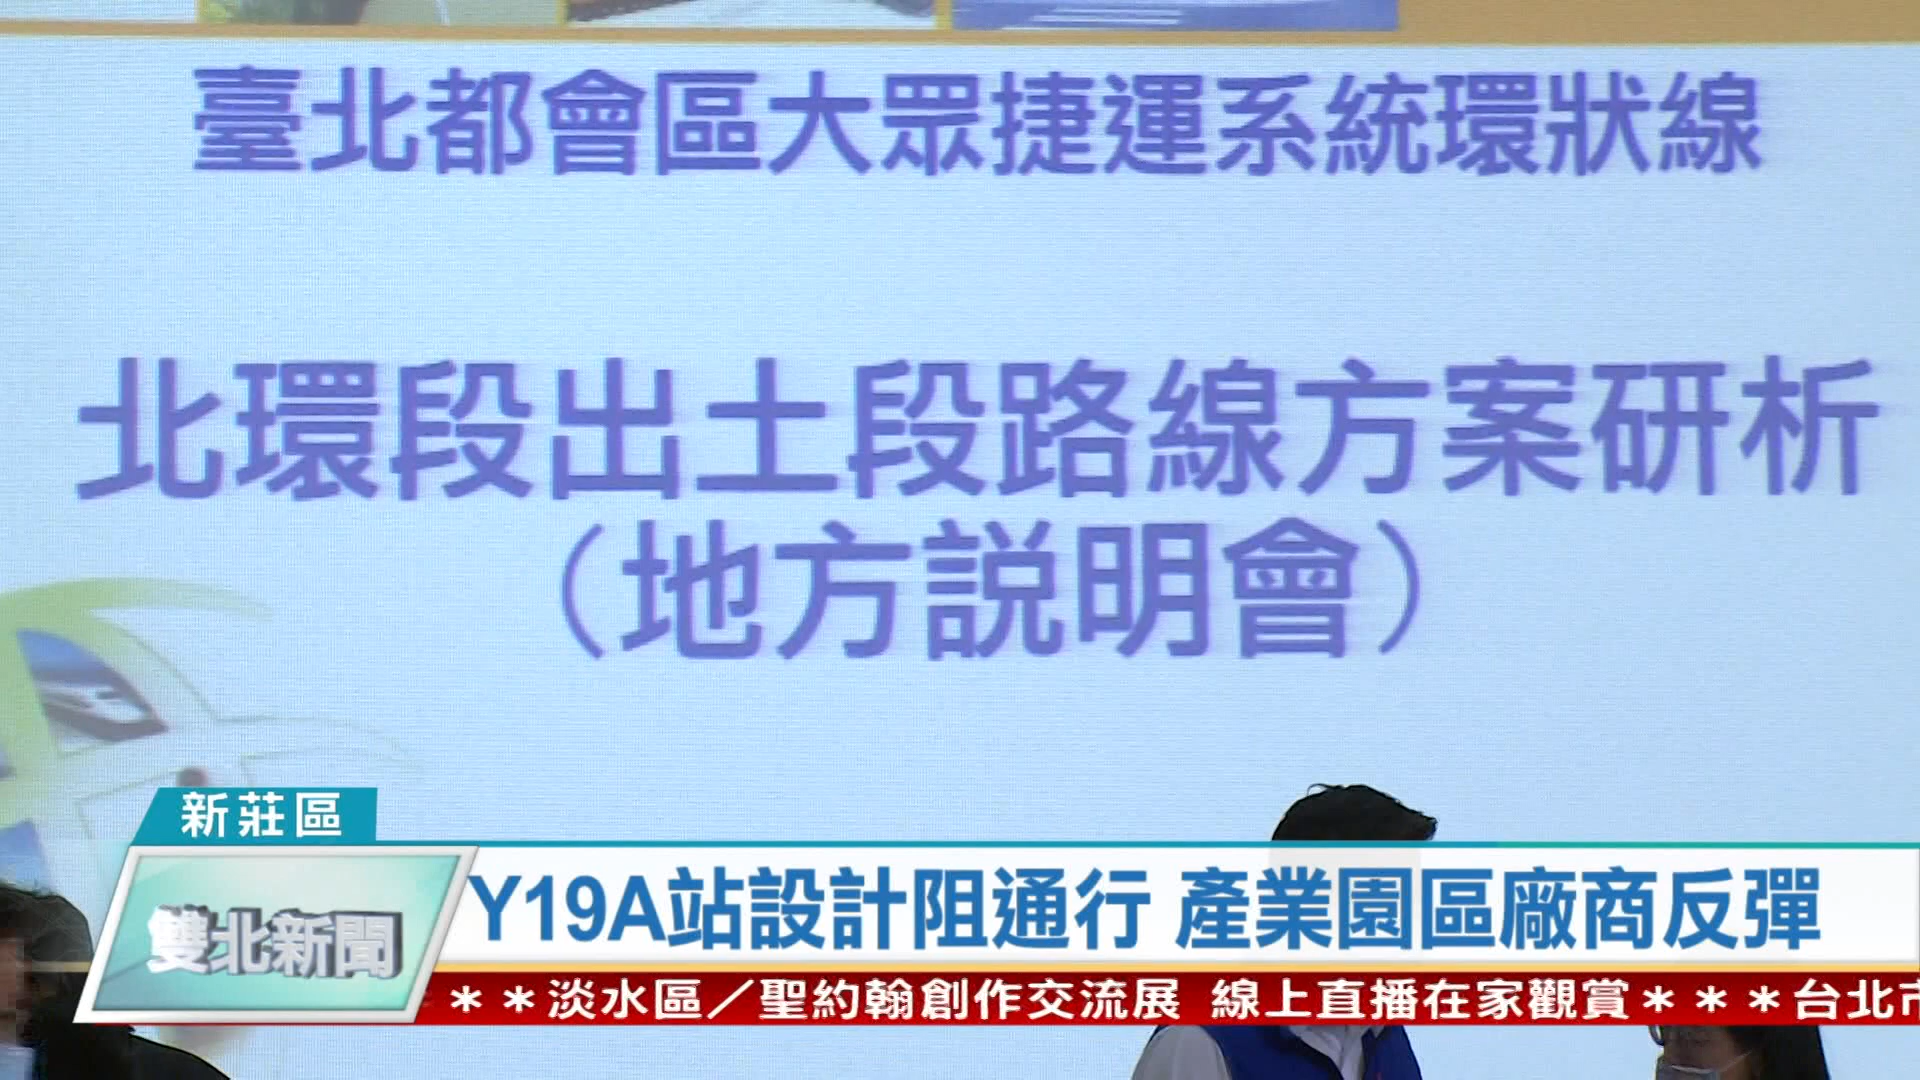 臺北都會區大眾捷運系統環狀線
北環段出土段路線方案研析
（地方說明會）
新莊區
雙北新聞
Y19A站設計阻通行 產業園區廠商反彈
＊＊淡水區／聖約翰創作交流展 線上直播在家觀賞＊＊＊台北市